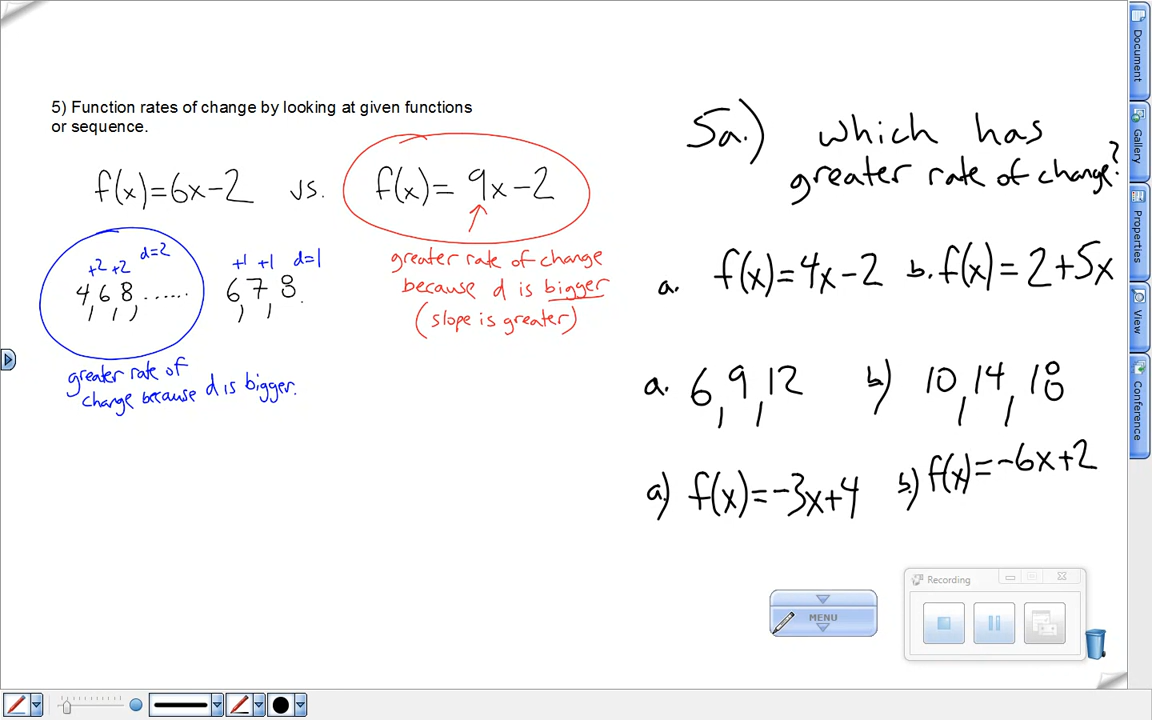 5) Function rates of change by looking at given functions
or sequence.
f(x)=6x-2 vs. f(x)= 9x-2
+2 +2 d=2
4, 6, 8, ......
+1 +1 d=1
6, 7, 8
greater rate of change
because d is bigger
(slope is greater)
greater rate of
change because d is bigger.
5a.) which has
greater rate of change?
a. f(x)=4x-2 b. f(x)=2+5x
a. 6, 9, 12 b) 10, 14, 18
a) f(x)=-3x+4 b.) f(x)=-6x+2
Recording
MENU
Document
Gallery
Properties
View
Conference